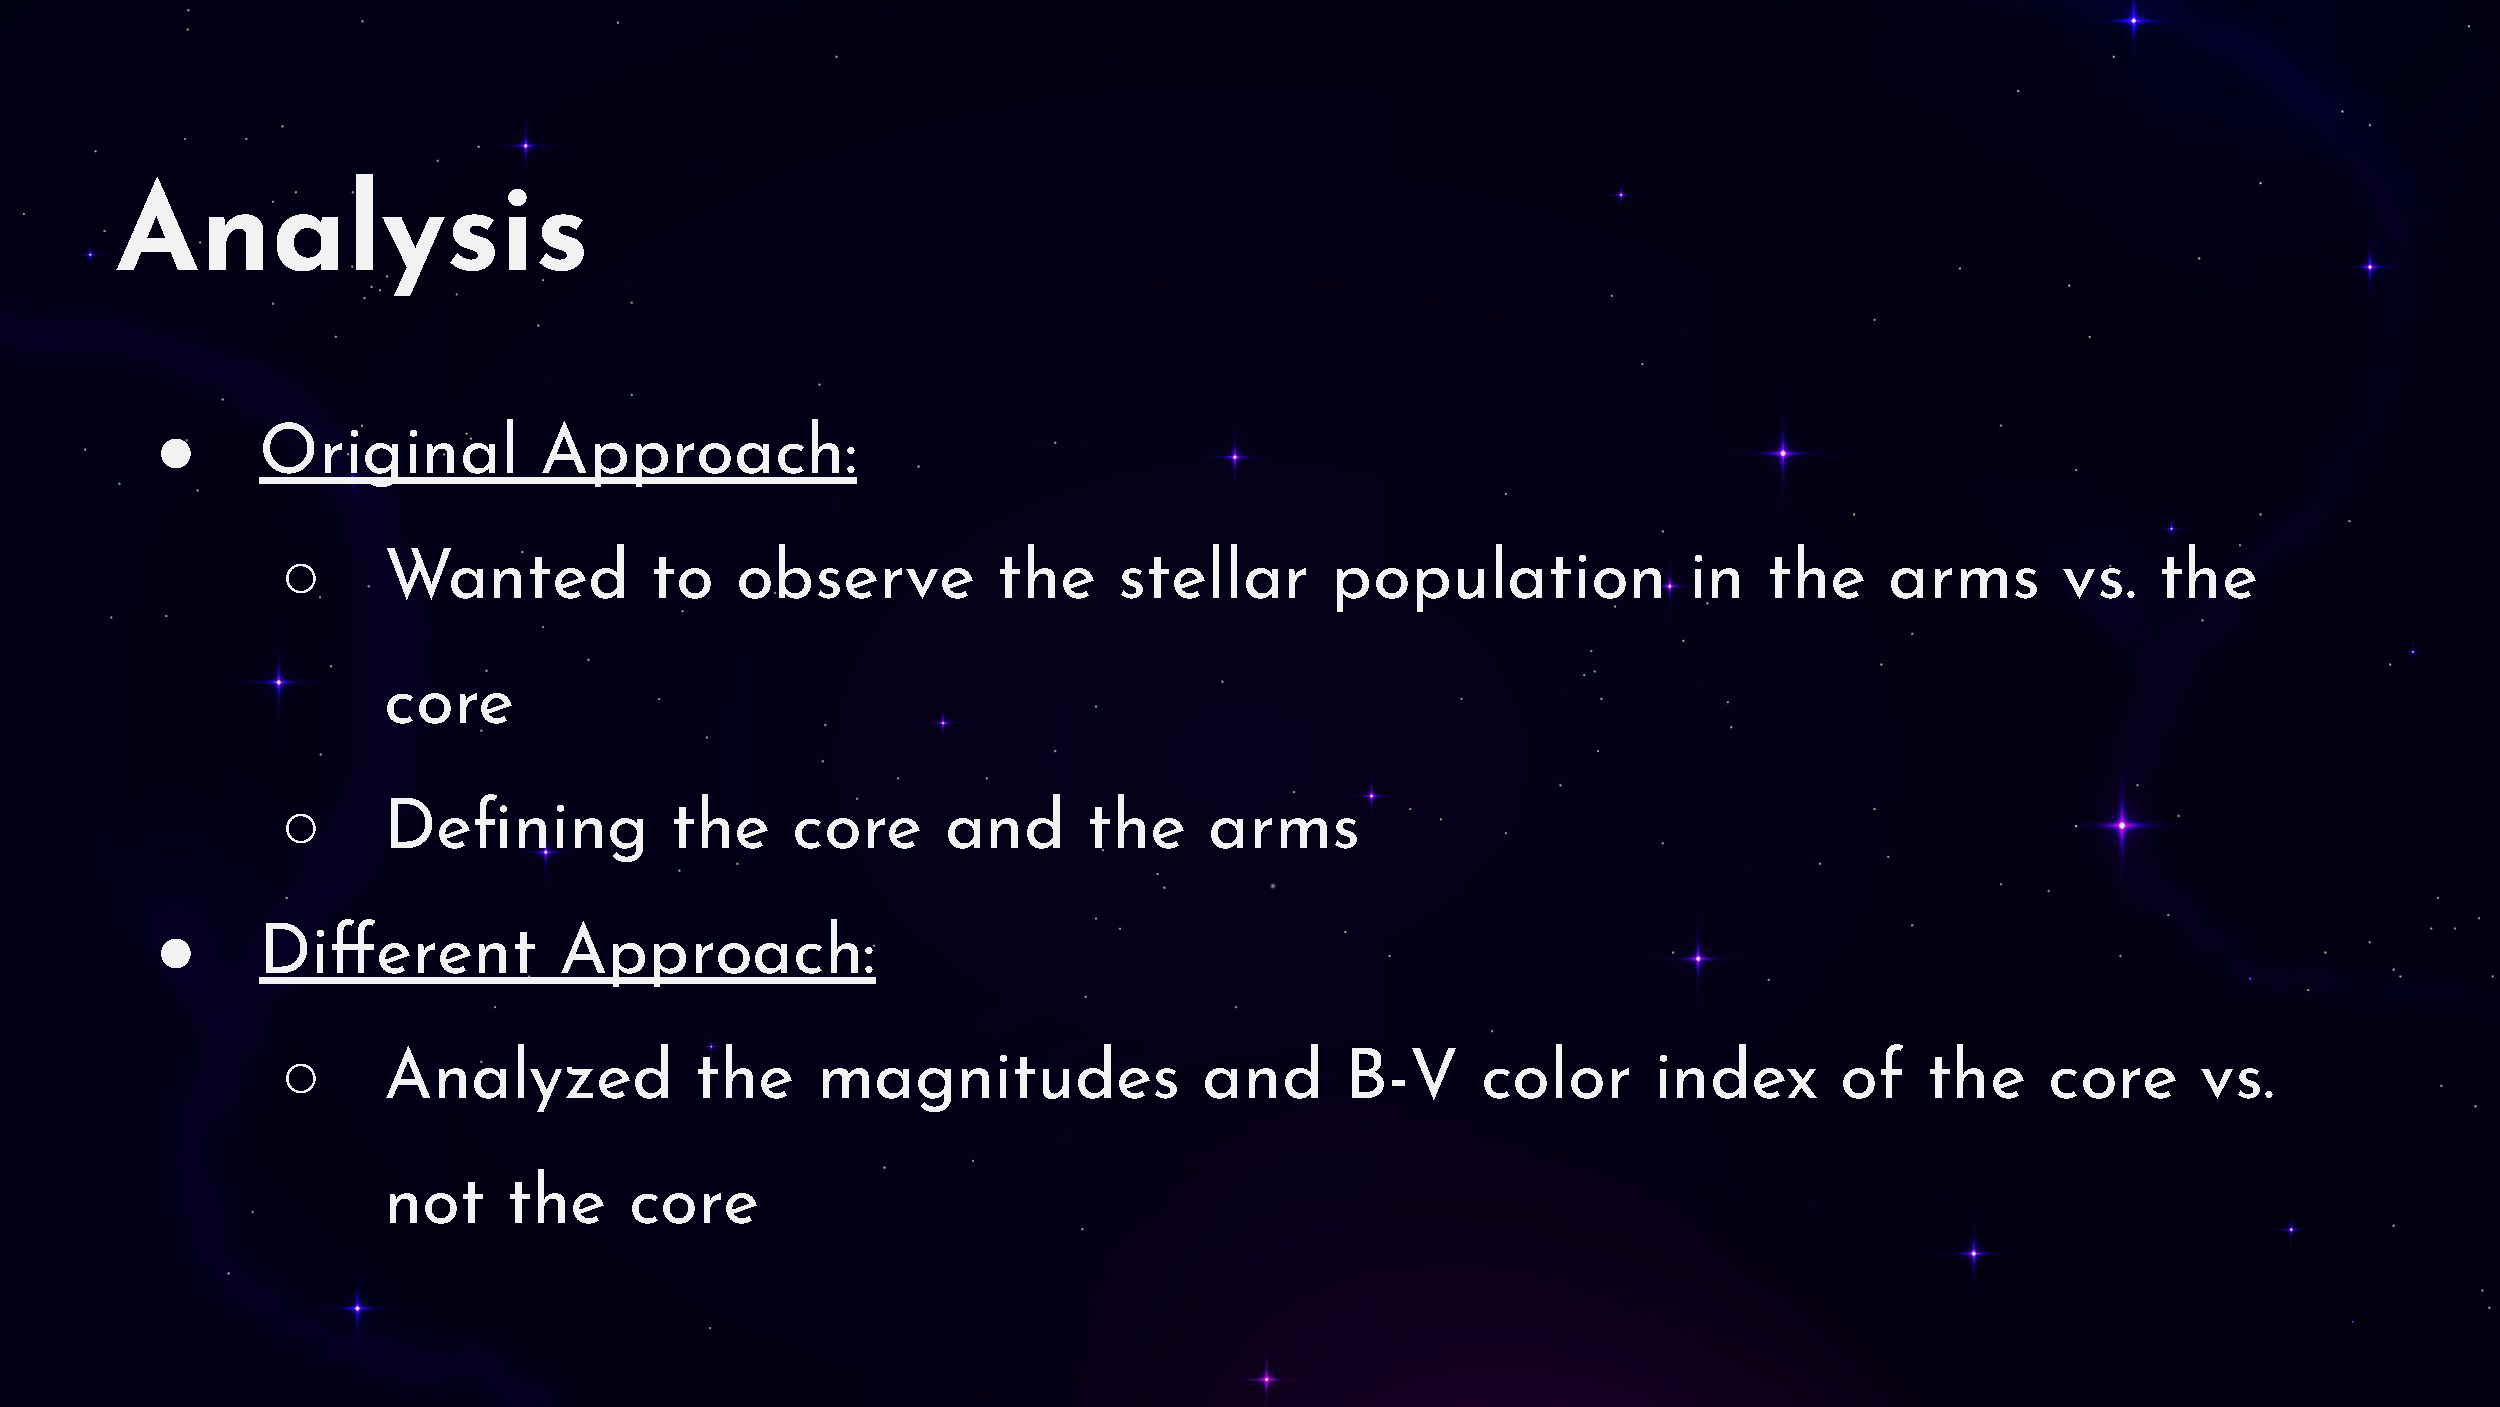 Analysis
● Original Approach:
○ Wanted to observe the stellar population in the arms vs. the
core
○ Defining the core and the arms
● Different Approach:
○ Analyzed the magnitudes and B-V color index of the core vs.
not the core